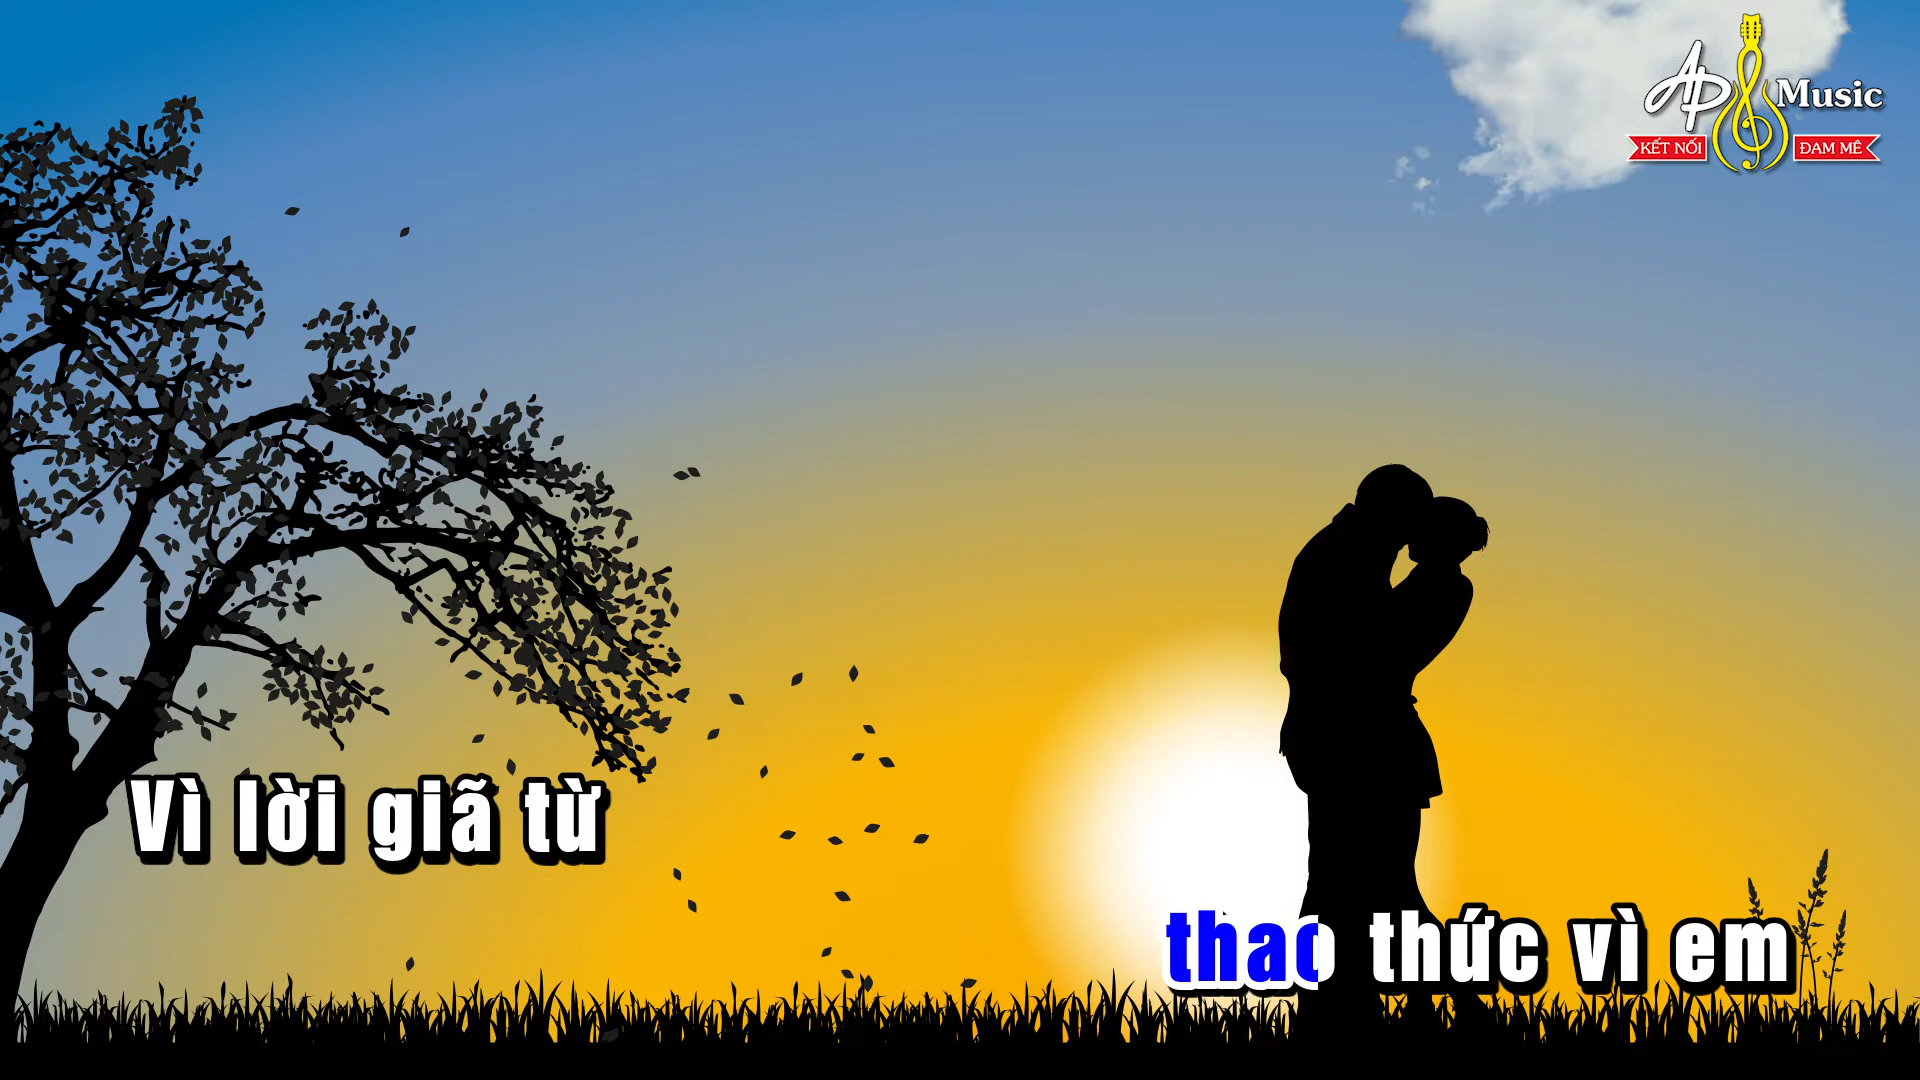 AP Music
KẾT NỐI ĐAM MÊ
Vì lời giã từ
thao thức vì em